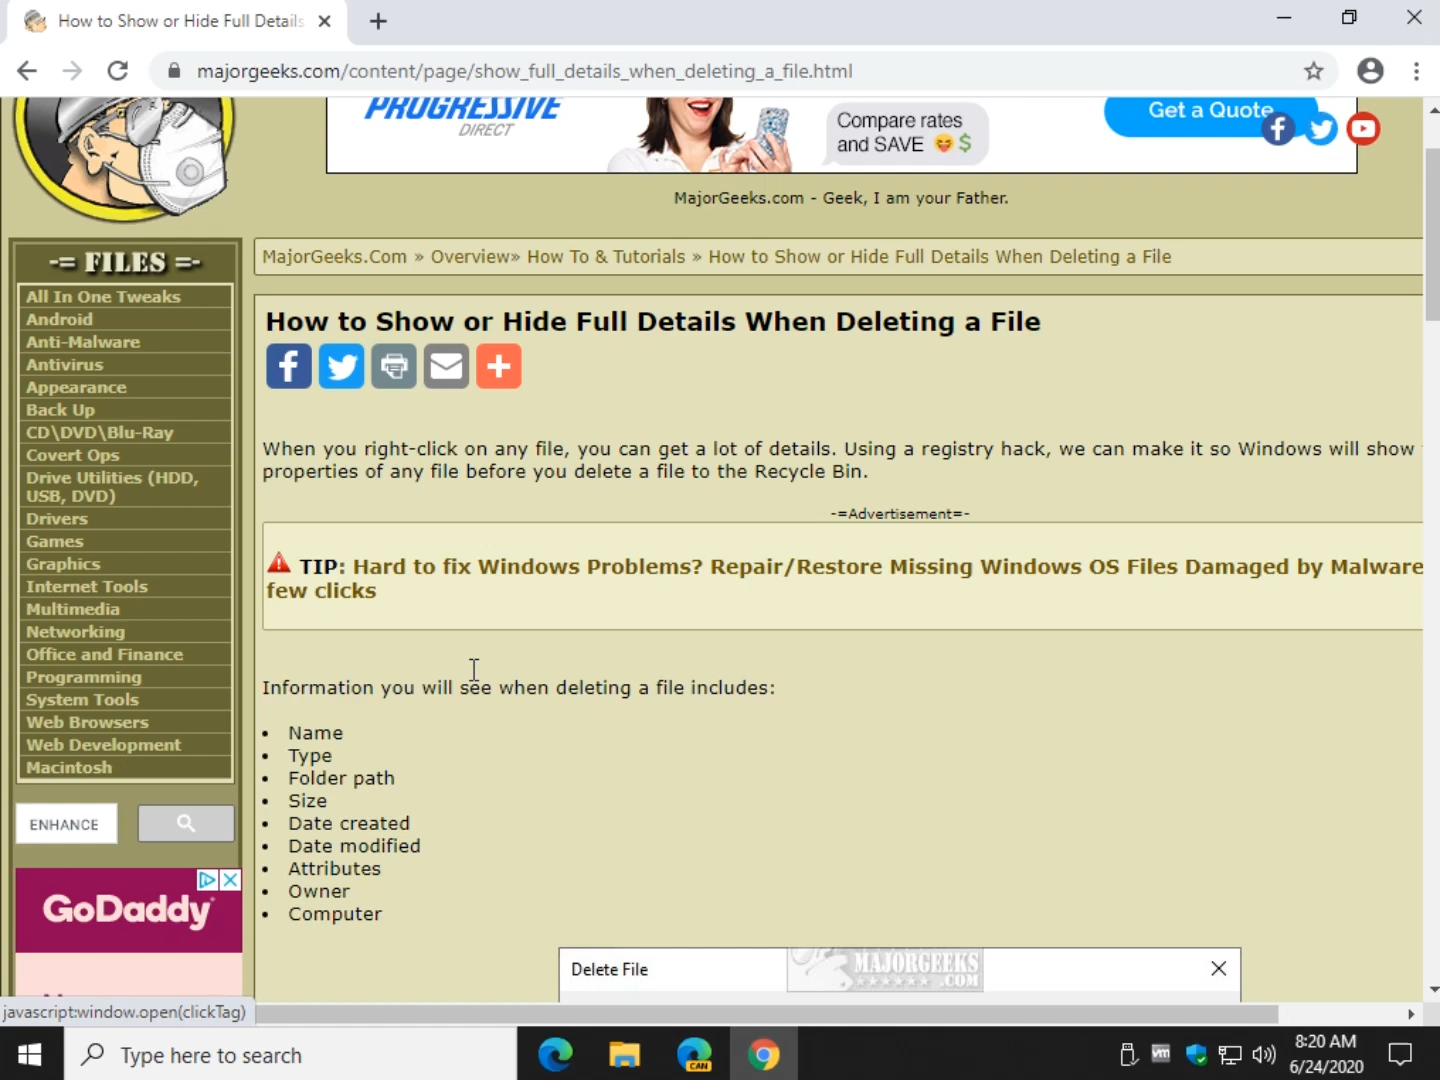 How to Show or Hide Full Details
majorgeeks.com/content/page/show_full_details_when_deleting_a_file.html
PROGRESSIVE
DIRECT
Compare rates
and SAVE
Get a Quote
MajorGeeks.com - Geek, I am your Father.
-= FILES =-
All In One Tweaks
Android
Anti-Malware
Antivirus
Appearance
Back Up
CD\DVD\Blu-Ray
Covert Ops
Drive Utilities (HDD,
USB, DVD)
Drivers
Games
Graphics
Internet Tools
Multimedia
Networking
Office and Finance
Programming
System Tools
Web Browsers
Web Development
Macintosh
ENHANCE
GoDaddy
MajorGeeks.Com » Overview» How To & Tutorials » How to Show or Hide Full Details When Deleting a File
How to Show or Hide Full Details When Deleting a File
When you right-click on any file, you can get a lot of details. Using a registry hack, we can make it so Windows will show
properties of any file before you delete a file to the Recycle Bin.
-=Advertisement=-
TIP: Hard to fix Windows Problems? Repair/Restore Missing Windows OS Files Damaged by Malware
few clicks
Information you will see when deleting a file includes:
• Name
• Type
• Folder path
• Size
• Date created
• Date modified
• Attributes
• Owner
• Computer
Delete File
MAJORGEEKS
.COM
javascript:window.open(clickTag)
Type here to search
CAN
vm
8:20 AM
6/24/2020